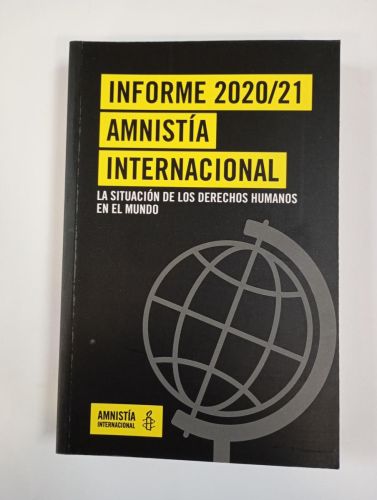 INFORME 2020/21
AMNISTÍA
INTERNACIONAL
LA SITUACIÓN DE LOS DERECHOS HUMANOS
EN EL MUNDO
AMNISTÍA
INTERNACIONAL